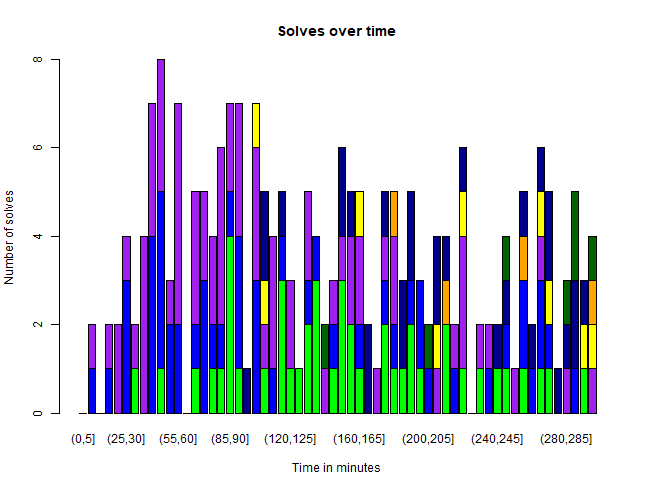 Solves over time
Number of solves
8
6
4
2
0
(0,5] (25,30] (55,60] (85,90] (120,125] (160,165] (200,205] (240,245] (280,285]
Time in minutes